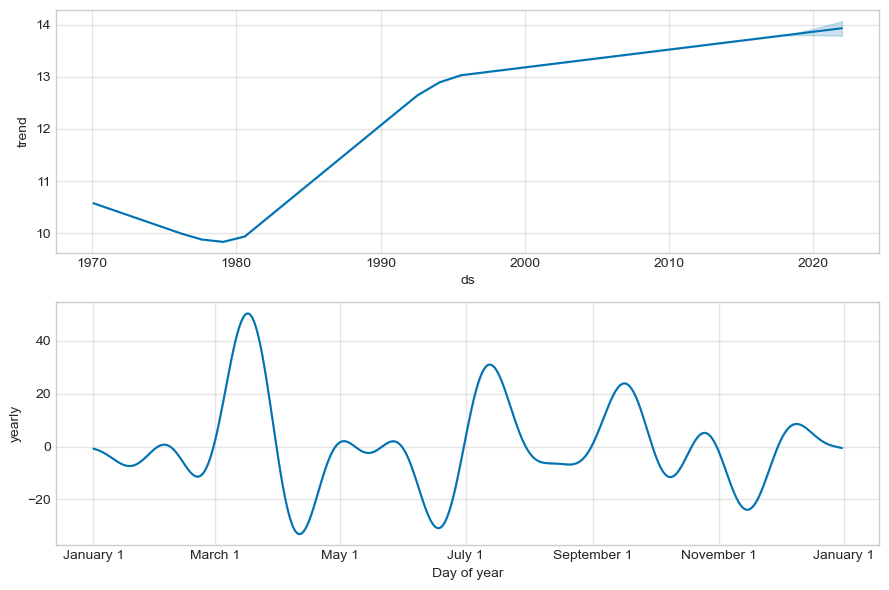 14
13
12
11
10
trend
1970 1980 1990 2000 2010 2020
ds
40
20
0
−20
yearly
January 1 March 1 May 1 July 1 September 1 November 1 January 1
Day of year